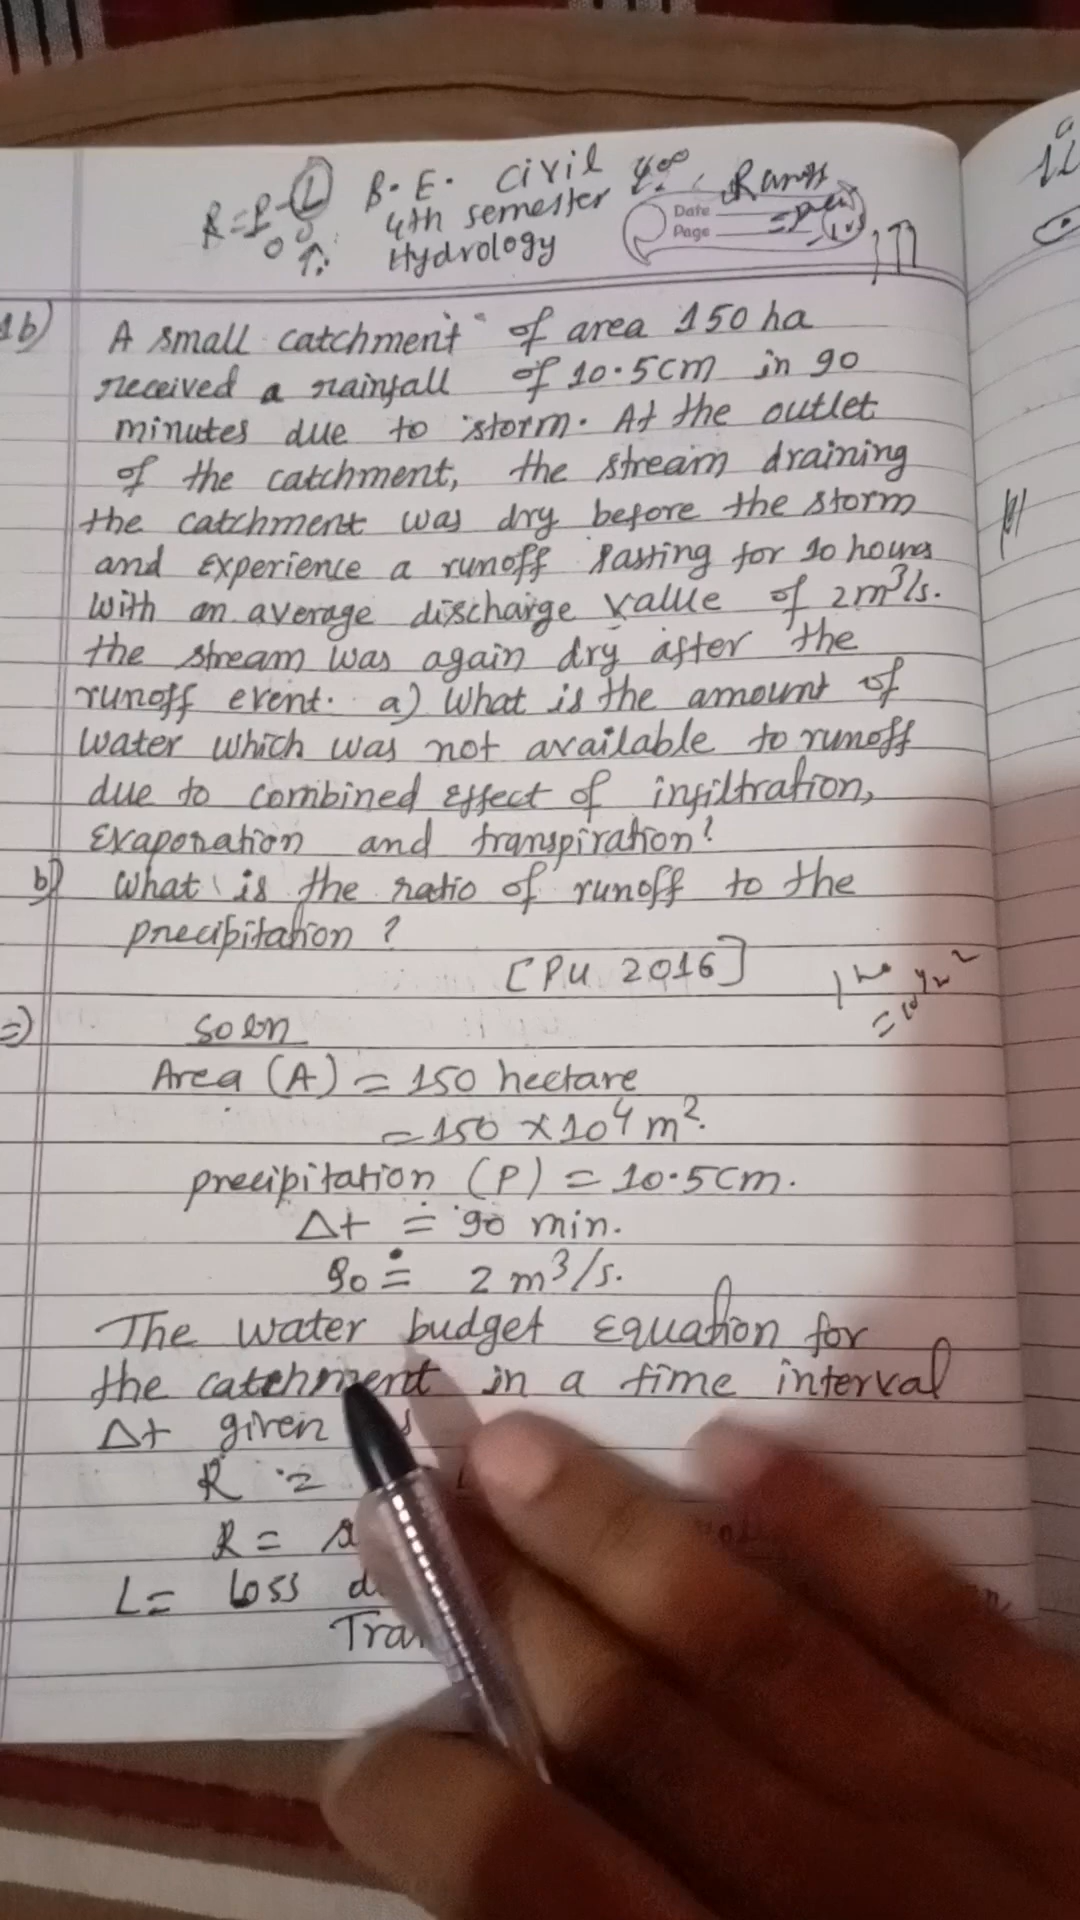 R=P-L
B.E. Civil
4th semester
Hydrology
Date
Page
1b) A small catchment of area 150 ha
received a rainfall of 10.5cm in 90
minutes due to storm. At the outlet
of the catchment, the stream draining
the catchment was dry before the storm
and experience a runoff lasting for 10 hours
with an average discharge value of 2m³/s.
the stream was again dry after the
runoff event. a) What is the amount of
water which was not available to runoff
due to combined effect of infiltration,
Evaporation and transpiration?
b) What is the ratio of runoff to the
precipitation?
[PU 2016]
=> Soln
Area (A) = 150 hectare
= 150 × 10⁴ m².
precipitation (P) = 10.5cm.
Δt = 90 min.
= 2 m³/s.
The water budget Equation for
the catchment in a time interval
Δt given
R =
R =
L = Loss